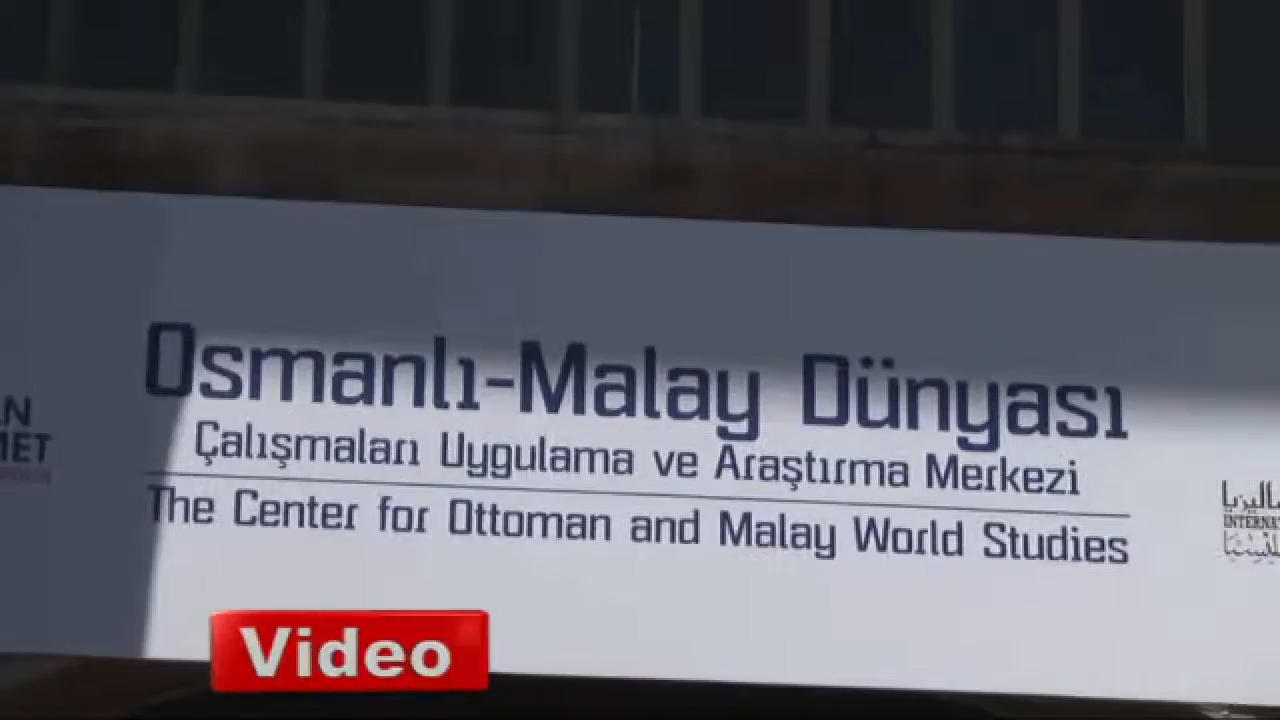 Osmanlı-Malay Dünyası
Çalışmaları Uygulama ve Araştırma Merkezi
The Center for Ottoman and Malay World Studies
Video